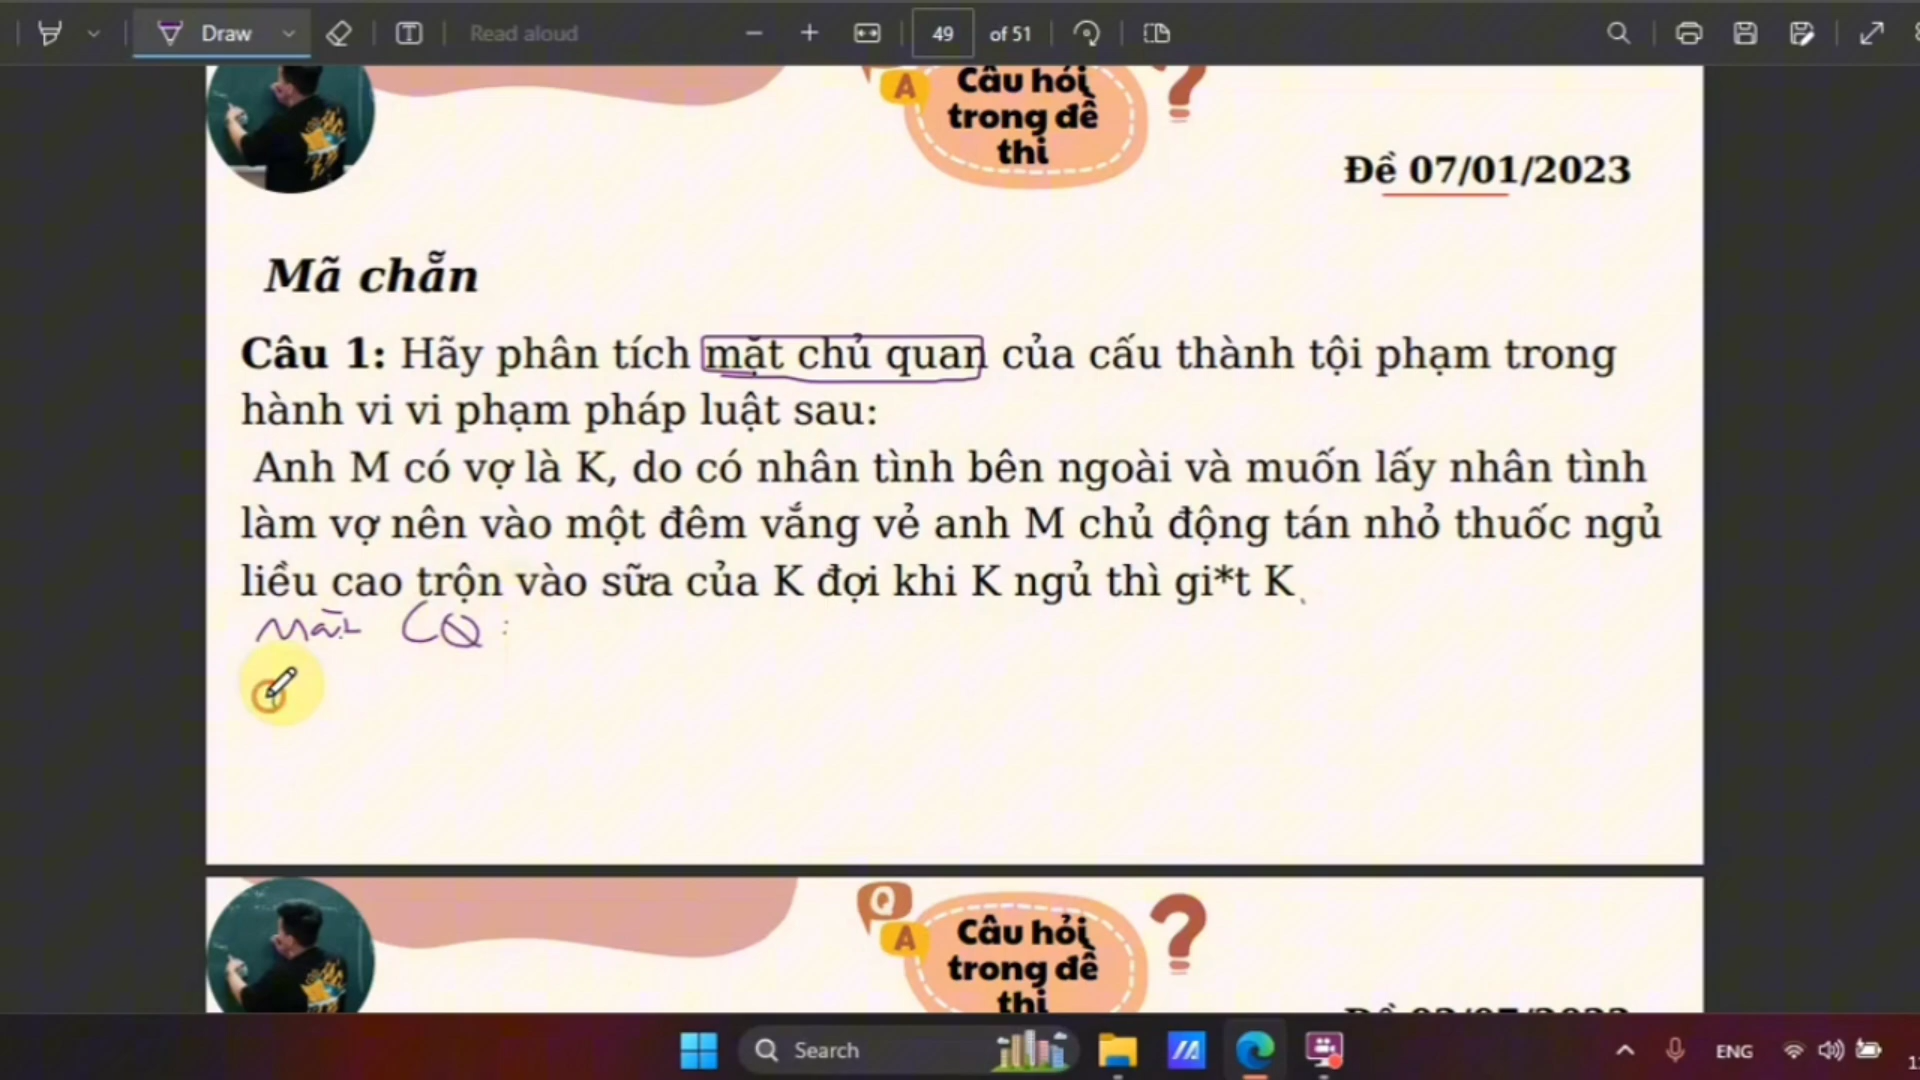 Draw
Read aloud
49 of 51
A
Câu hỏi
trong đề
thi
?
Đề 07/01/2023
Mã chẵn
Câu 1: Hãy phân tích mặt chủ quan của cấu thành tội phạm trong
hành vi vi phạm pháp luật sau:
Anh M có vợ là K, do có nhân tình bên ngoài và muốn lấy nhân tình
làm vợ nên vào một đêm vắng vẻ anh M chủ động tán nhỏ thuốc ngủ
liều cao trộn vào sữa của K đợi khi K ngủ thì gi*t K.
Mặt CQ:
Q
A
Câu hỏi
trong đề
thi
?
Search
ENG